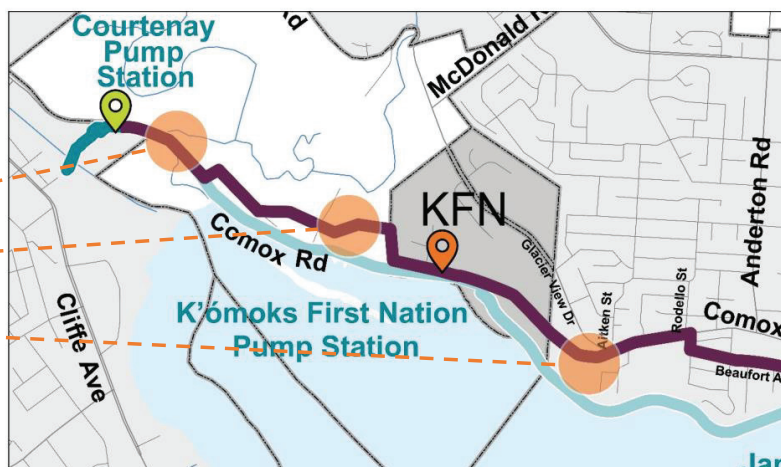 Courtenay
Pump
Station
Rd
McDonald R
KFN
Comox Rd
Glacier View Dr
Aitken St
Rodello St
Anderton Rd
K'ómoks First Nation
Pump Station
Comox
Beaufort A
Cliffe Ave